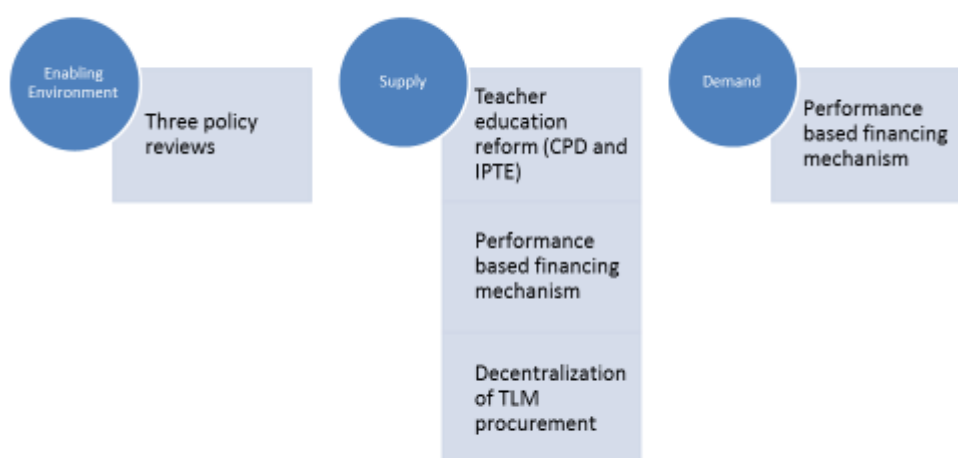 Enabling
Environment
Three policy
reviews
Supply
Teacher
education
reform (CPD and
IPTE)
Performance
based financing
mechanism
Decentralization
of TLM
procurement
Demand
Performance
based financing
mechanism